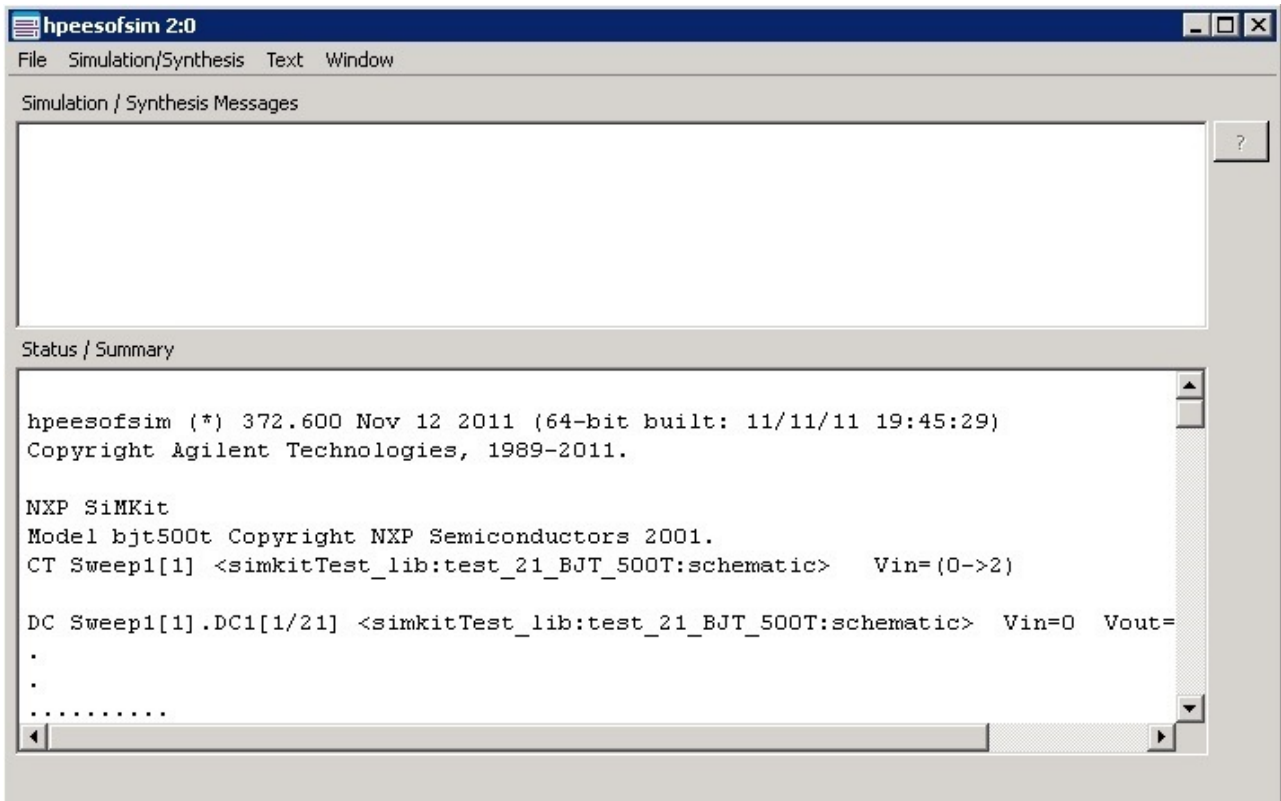 hpeesofsim 2:0
File Simulation/Synthesis Text Window
Simulation / Synthesis Messages
?
Status / Summary
hpeesofsim (*) 372.600 Nov 12 2011 (64-bit built: 11/11/11 19:45:29)
Copyright Agilent Technologies, 1989-2011.
NXP SiMKit
Model bjt500t Copyright NXP Semiconductors 2001.
CT Sweep1[1] <simkitTest_lib:test_21_BJT_500T:schematic>   Vin=(0->2)
DC Sweep1[1].DC1[1/21] <simkitTest_lib:test_21_BJT_500T:schematic>  Vin=0  Vout=
.
.
..........